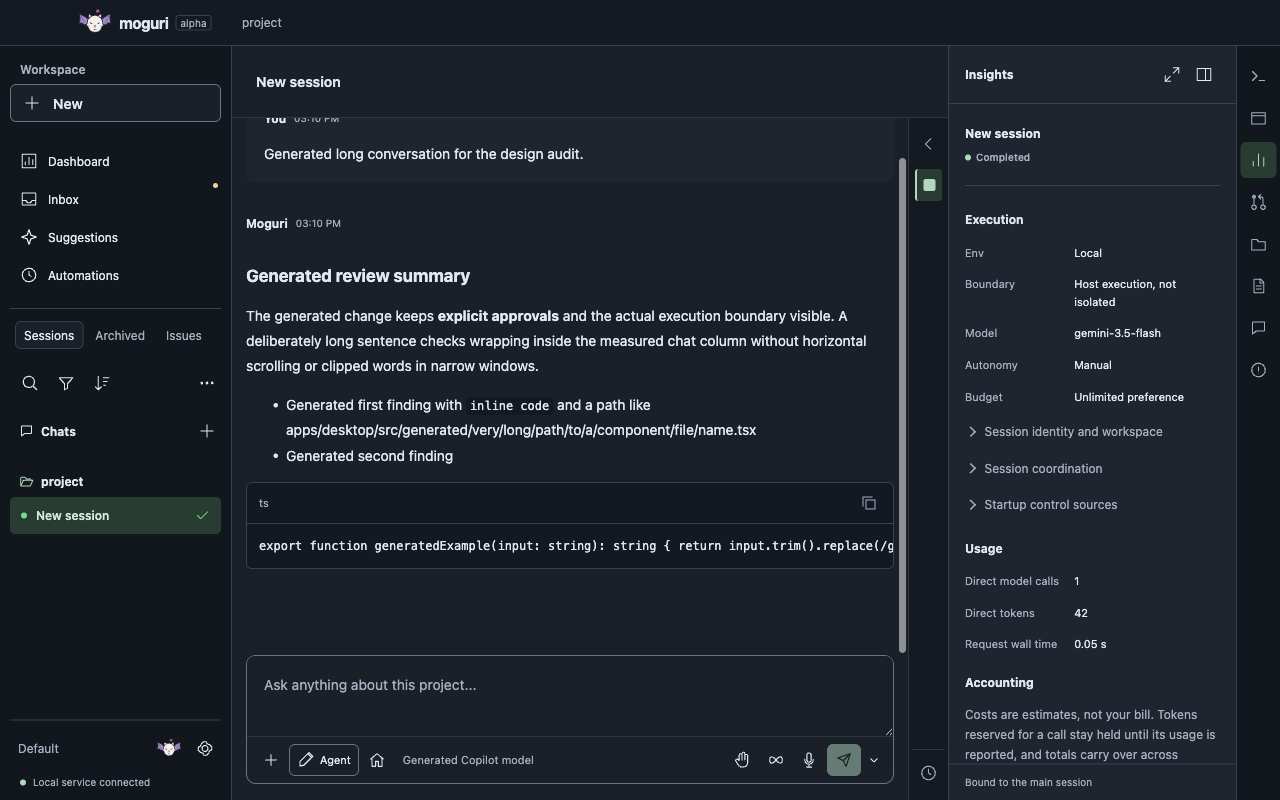 moguri alpha project
Workspace
New
Dashboard
Inbox
Suggestions
Automations
Sessions Archived Issues
Chats
project
New session
Default
Local service connected
New session
You 03:10 PM
Generated long conversation for the design audit.
Moguri 03:10 PM
Generated review summary
The generated change keeps explicit approvals and the actual execution boundary visible. A
deliberately long sentence checks wrapping inside the measured chat column without horizontal
scrolling or clipped words in narrow windows.
• Generated first finding with inline code and a path like
apps/desktop/src/generated/very/long/path/to/a/component/file/name.tsx
• Generated second finding
ts
export function generatedExample(input: string): string { return input.trim().replace(/g
Ask anything about this project...
Agent Generated Copilot model
Insights
New session
Completed
Execution
Env Local
Boundary Host execution, not
isolated
Model gemini-3.5-flash
Autonomy Manual
Budget Unlimited preference
Session identity and workspace
Session coordination
Startup control sources
Usage
Direct model calls 1
Direct tokens 42
Request wall time 0.05 s
Accounting
Costs are estimates, not your bill. Tokens
reserved for a call stay held until its usage is
reported, and totals carry over across
Bound to the main session